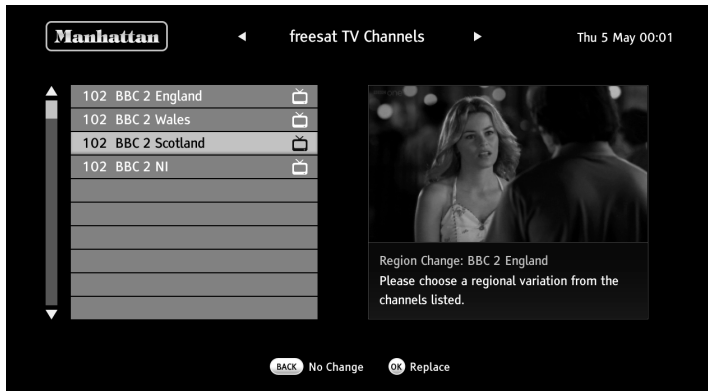 Manhattan
freesat TV Channels
Thu 5 May 00:01
102 BBC 2 England
102 BBC 2 Wales
102 BBC 2 Scotland
102 BBC 2 NI
Region Change: BBC 2 England
Please choose a regional variation from the
channels listed.
BACK No Change
OK Replace